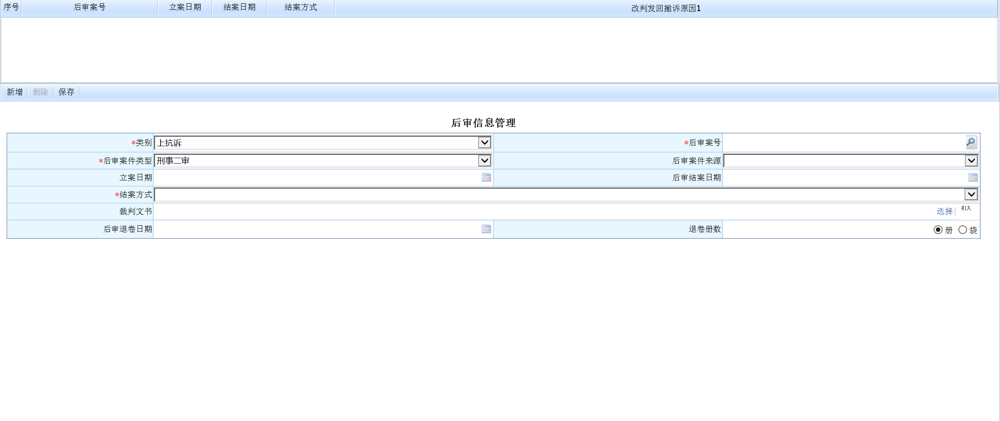 序号 后审案号 立案日期 结案日期 结案方式 改判发回撤诉原因1
新增 删除 保存
后审信息管理
*类别 上抗诉 *后审案号
*后审案件类型 刑事二审 后审案件来源
立案日期 后审结案日期
*结案方式
裁判文书 选择 引入
后审退卷日期 退卷册数 册 袋